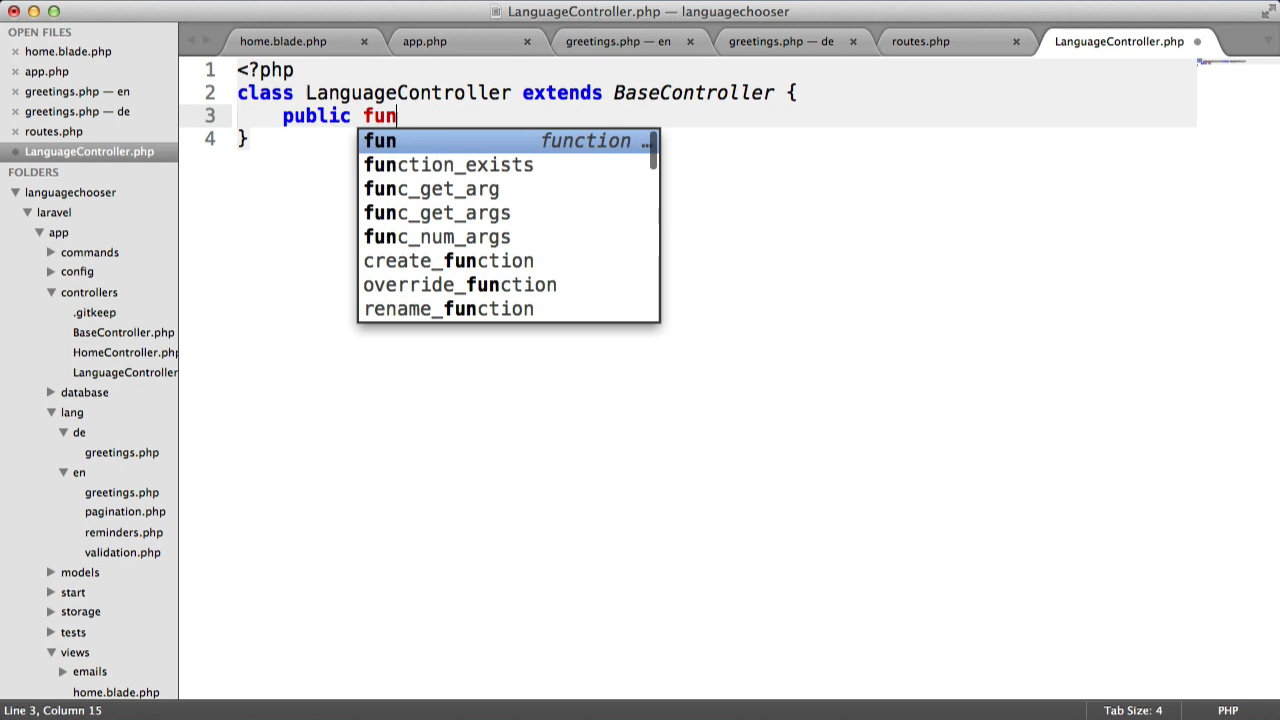 LanguageController.php — languagechooser
OPEN FILES
home.blade.php
app.php
greetings.php — en
greetings.php — de
routes.php
LanguageController.php
FOLDERS
languagechooser
laravel
app
commands
config
controllers
.gitkeep
BaseController.php
HomeController.php
LanguageController
database
lang
de
greetings.php
en
greetings.php
pagination.php
reminders.php
validation.php
models
start
storage
tests
views
emails
home.blade.php
home.blade.php
app.php
greetings.php — en
greetings.php — de
routes.php
LanguageController.php
1 <?php
2 class LanguageController extends BaseController {
3 public fun
4 }
fun function …
function_exists
func_get_arg
func_get_args
func_num_args
create_function
override_function
rename_function
Line 3, Column 15
Tab Size: 4
PHP